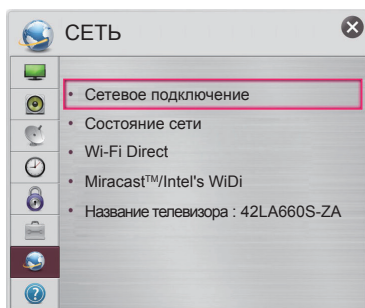 СЕТЬ
• Сетевое подключение
• Состояние сети
• Wi-Fi Direct
• Miracast™/Intel's WiDi
• Название телевизора : 42LA660S-ZA